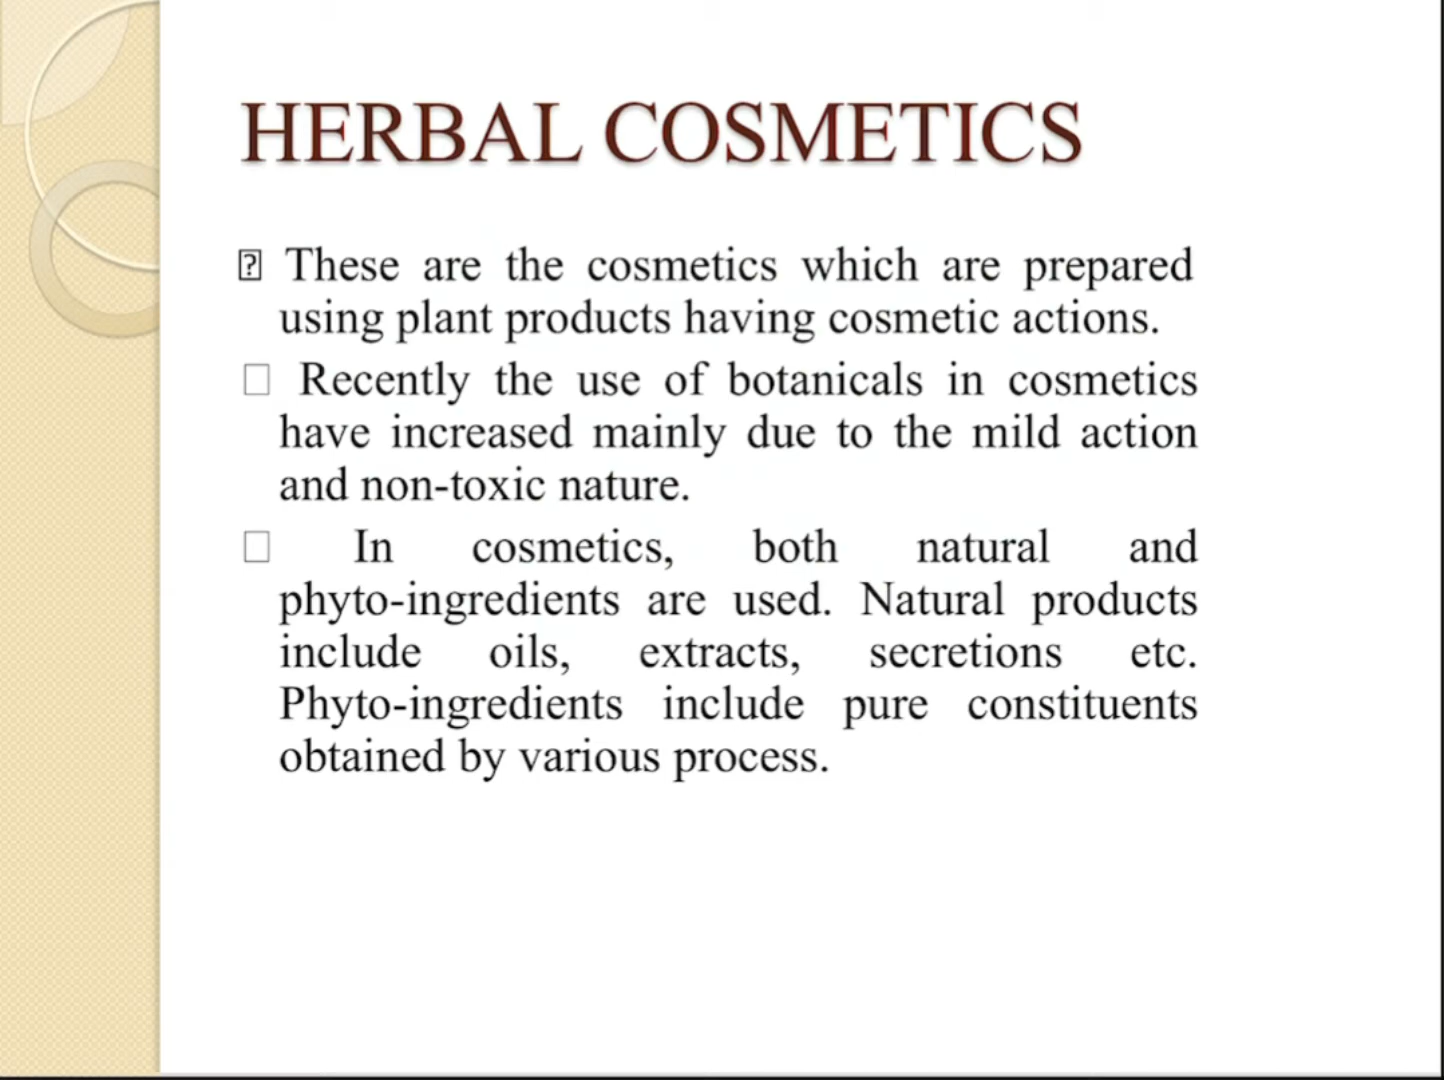 HERBAL COSMETICS
These are the cosmetics which are prepared
using plant products having cosmetic actions.
Recently the use of botanicals in cosmetics
have increased mainly due to the mild action
and non-toxic nature.
In cosmetics, both natural and
phyto-ingredients are used. Natural products
include oils, extracts, secretions etc.
Phyto-ingredients include pure constituents
obtained by various process.